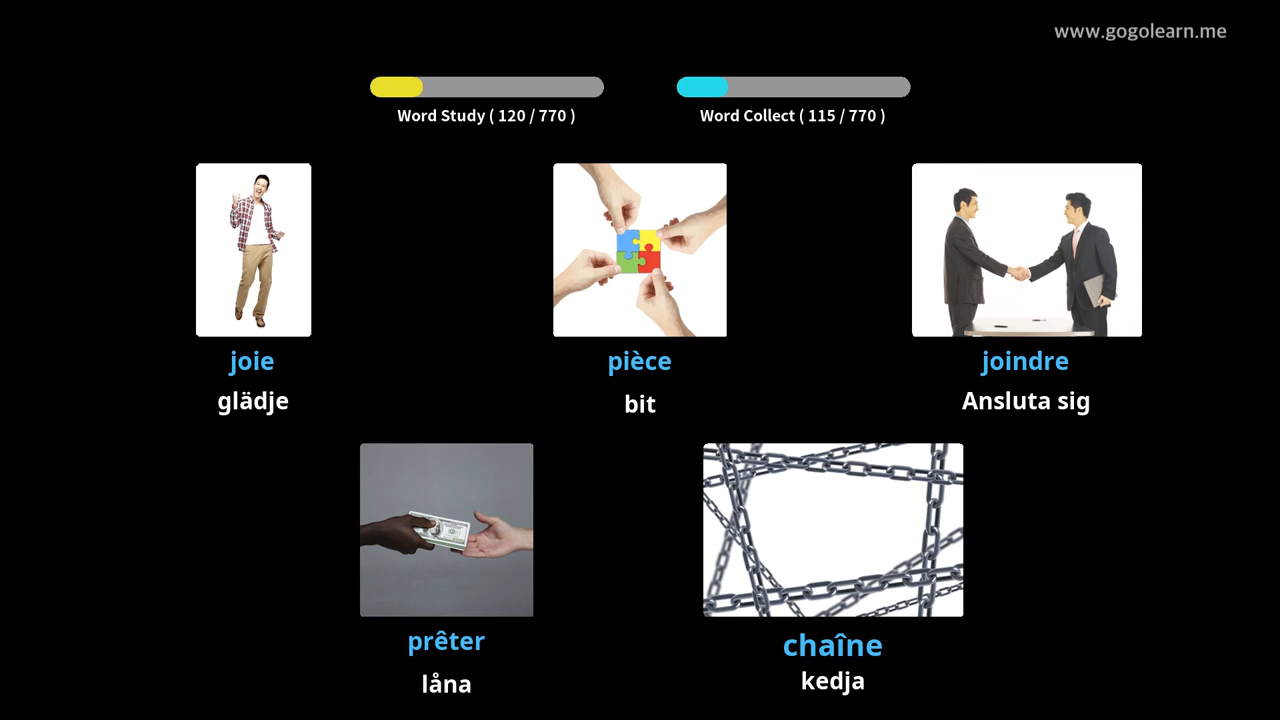 www.gogolearn.me
Word Study ( 120 / 770 )
Word Collect ( 115 / 770 )
joie
glädje
pièce
bit
joindre
Ansluta sig
prêter
låna
chaîne
kedja